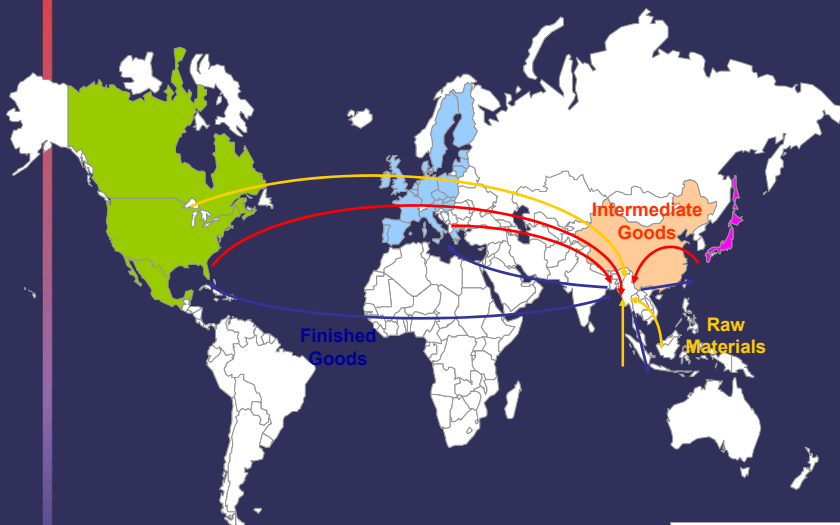 Intermediate
Goods
Finished
Goods
Raw
Materials